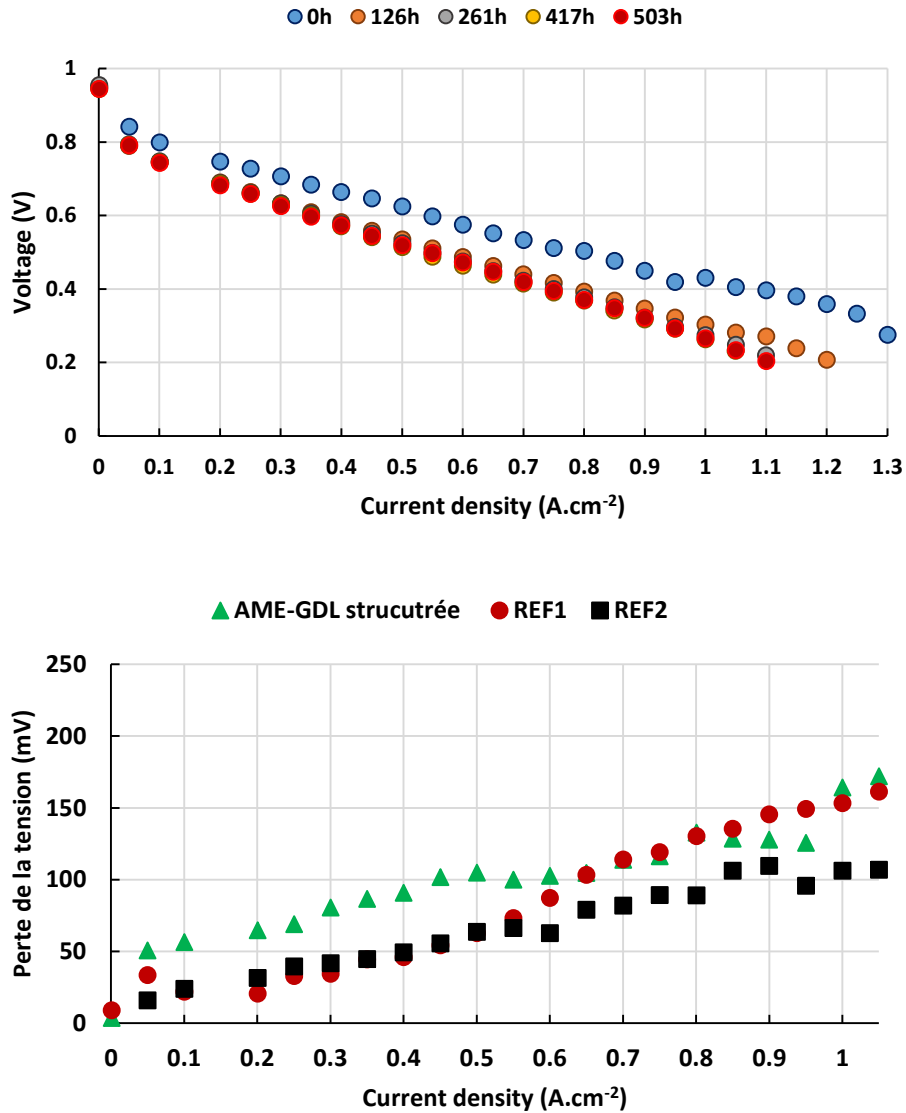 0h 126h 261h 417h 503h
1
0.8
0.6
0.4
0.2
0
Voltage (V)
0 0.1 0.2 0.3 0.4 0.5 0.6 0.7 0.8 0.9 1 1.1 1.2 1.3
Current density (A.cm⁻²)
AME-GDL strucutrée REF1 REF2
250
200
150
100
50
0
Perte de la tension (mV)
0 0.1 0.2 0.3 0.4 0.5 0.6 0.7 0.8 0.9 1
Current density (A.cm⁻²)